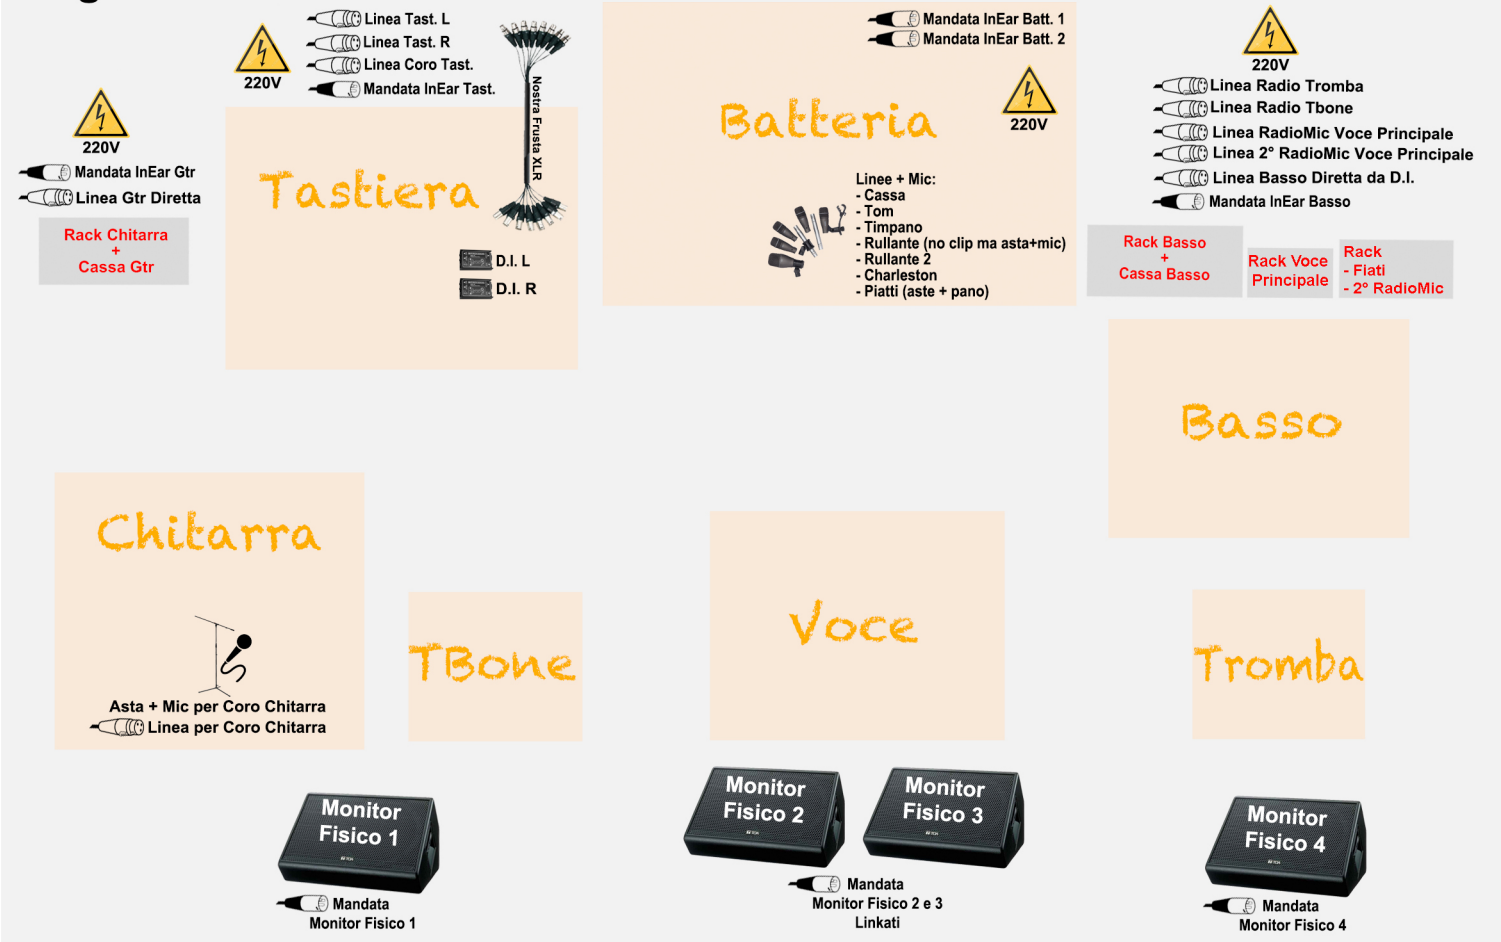 220V
Mandata InEar Gtr
Linea Gtr Diretta
Rack Chitarra
+
Cassa Gtr
220V
Linea Tast. L
Linea Tast. R
Linea Coro Tast.
Mandata InEar Tast.
Nostra Frusta XLR
Tastiera
D.I. L
D.I. R
Mandata InEar Batt. 1
Mandata InEar Batt. 2
220V
Batteria
Linee + Mic:
- Cassa
- Tom
- Timpano
- Rullante (no clip ma asta+mic)
- Rullante 2
- Charleston
- Piatti (aste + pano)
220V
Linea Radio Tromba
Linea Radio Tbone
Linea RadioMic Voce Principale
Linea 2° RadioMic Voce Principale
Linea Basso Diretta da D.I.
Mandata InEar Basso
Rack Basso
+
Cassa Basso
Rack Voce
Principale
Rack
- Fiati
- 2° RadioMic
Basso
Chitarra
Asta + Mic per Coro Chitarra
Linea per Coro Chitarra
TBone
Voce
Tromba
Monitor
Fisico 1
Mandata
Monitor Fisico 1
Monitor
Fisico 2
Monitor
Fisico 3
Mandata
Monitor Fisico 2 e 3
Linkati
Monitor
Fisico 4
Mandata
Monitor Fisico 4